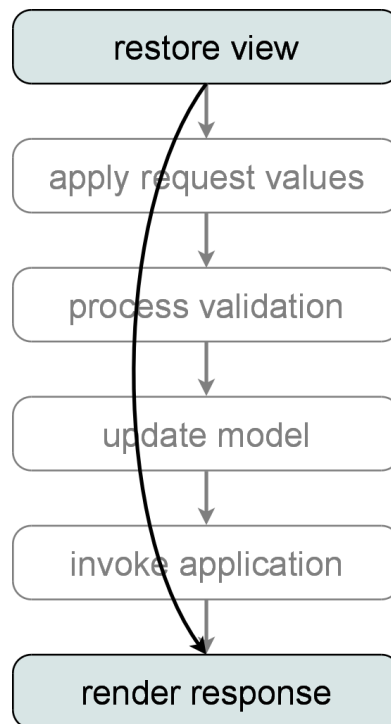 restore view
apply request values
process validation
update model
invoke application
render response